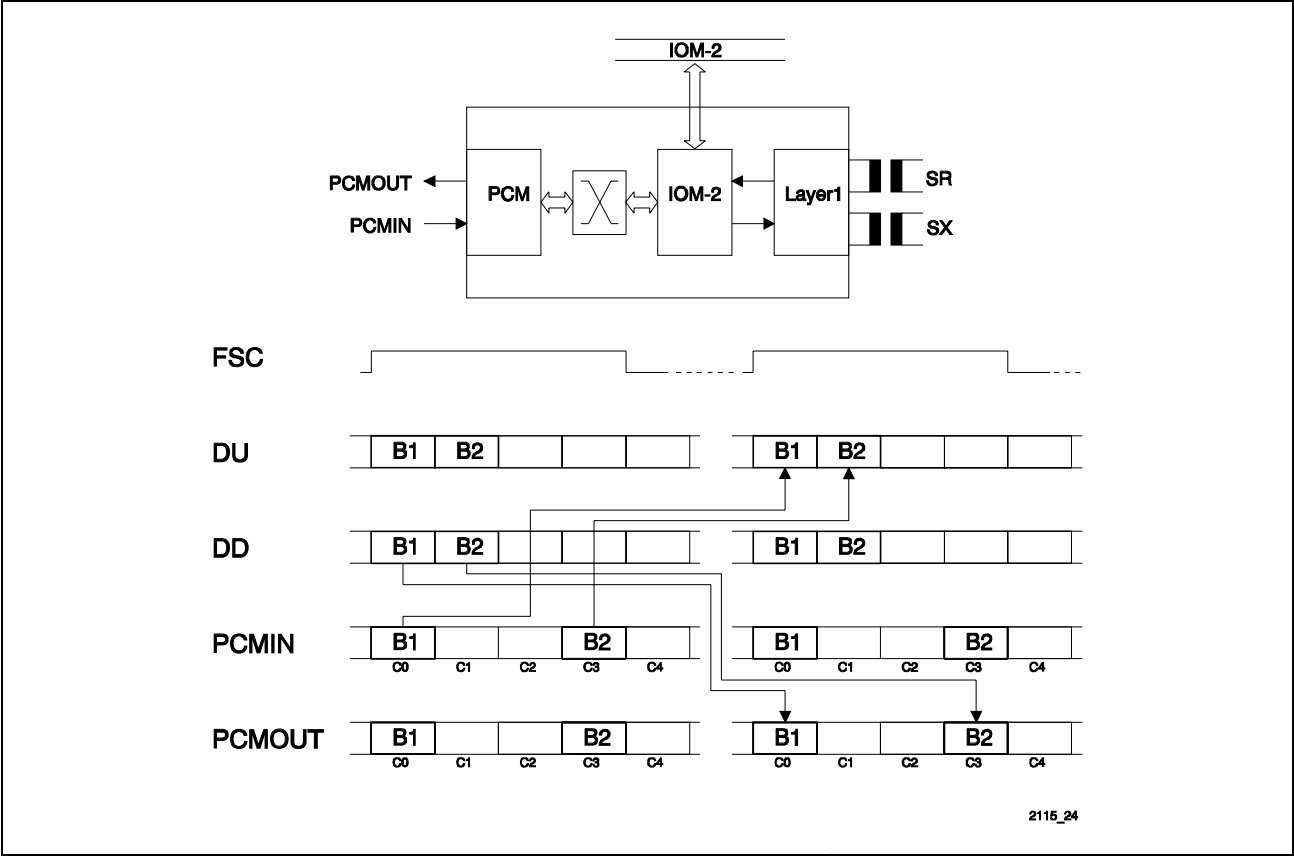 IOM-2
PCMOUT
PCM
IOM-2
Layer1
SR
PCMIN
SX
FSC
DU B1 B2 B1 B2
DD B1 B2 B1 B2
PCMIN B1 B2 B1 B2
C0 C1 C2 C3 C4 C0 C1 C2 C3 C4
PCMOUT B1 B2 B1 B2
C0 C1 C2 C3 C4 C0 C1 C2 C3 C4
2115_24